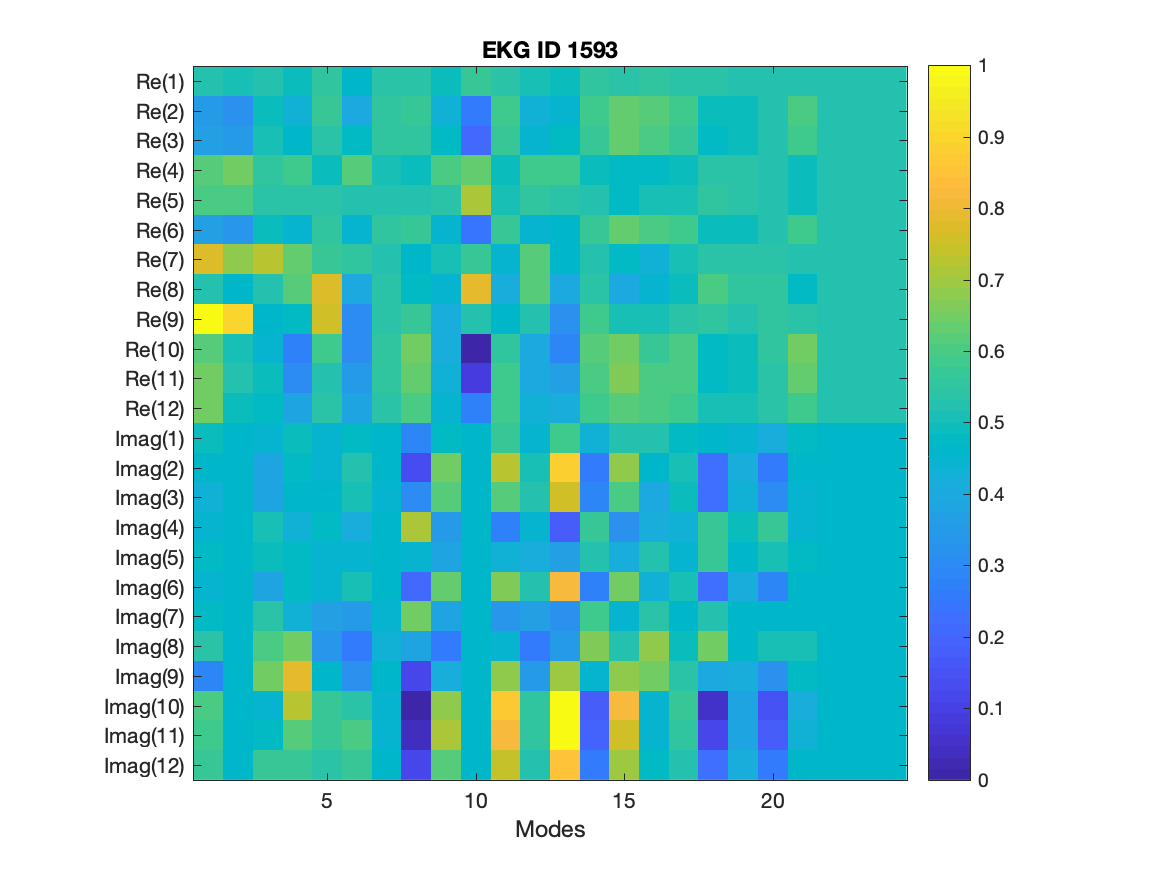 EKG ID 1593
Re(1)
Re(2)
Re(3)
Re(4)
Re(5)
Re(6)
Re(7)
Re(8)
Re(9)
Re(10)
Re(11)
Re(12)
Imag(1)
Imag(2)
Imag(3)
Imag(4)
Imag(5)
Imag(6)
Imag(7)
Imag(8)
Imag(9)
Imag(10)
Imag(11)
Imag(12)
5 10 15 20
Modes
1
0.9
0.8
0.7
0.6
0.5
0.4
0.3
0.2
0.1
0